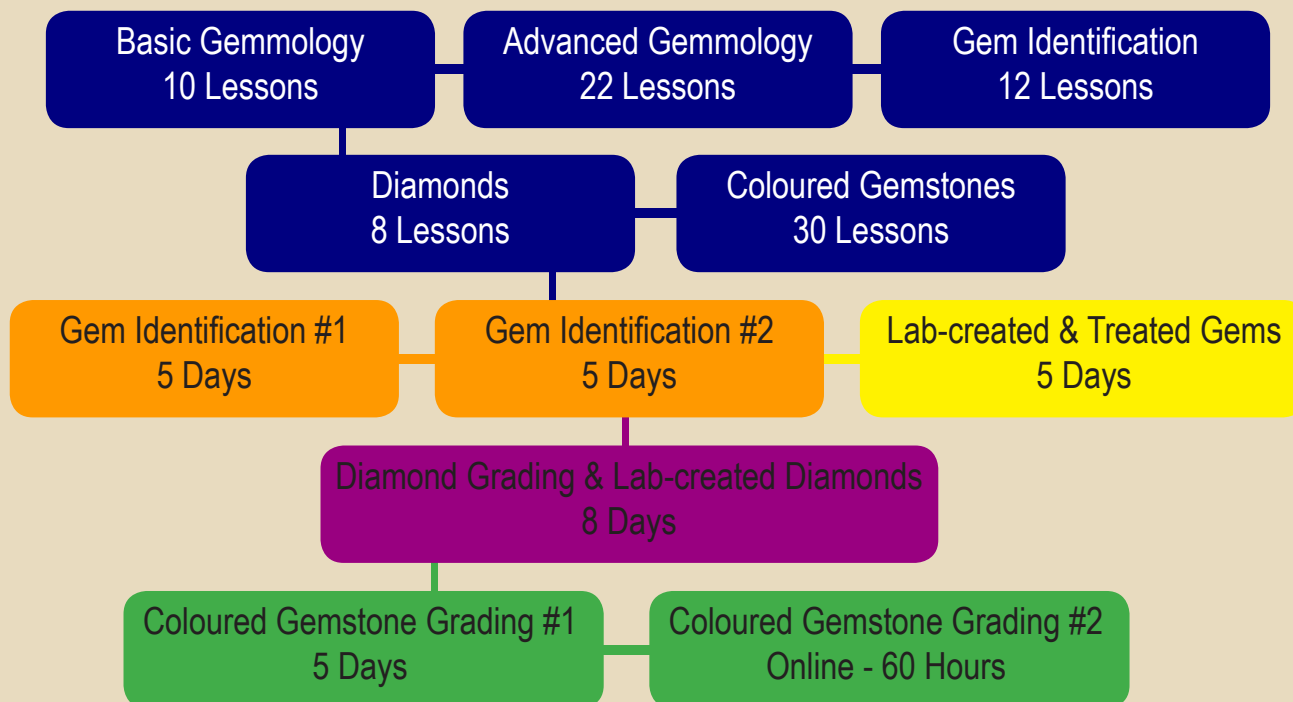 Basic Gemmology
10 Lessons
Advanced Gemmology
22 Lessons
Gem Identification
12 Lessons
Diamonds
8 Lessons
Coloured Gemstones
30 Lessons
Gem Identification #1
5 Days
Gem Identification #2
5 Days
Lab-created & Treated Gems
5 Days
Diamond Grading & Lab-created Diamonds
8 Days
Coloured Gemstone Grading #1
5 Days
Coloured Gemstone Grading #2
Online - 60 Hours